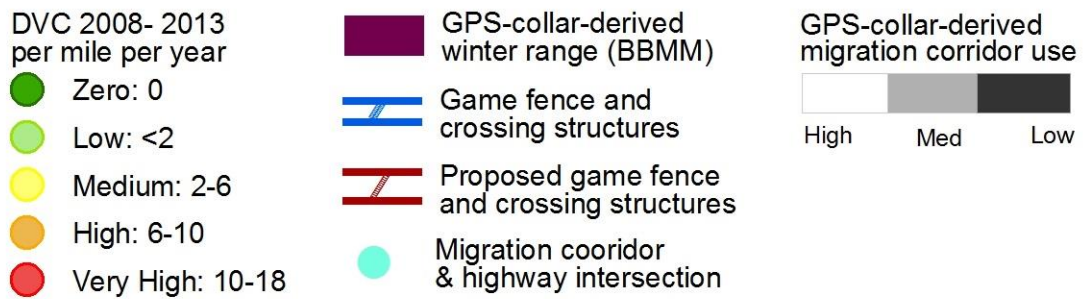 DVC 2008- 2013
per mile per year
Zero: 0
Low: <2
Medium: 2-6
High: 6-10
Very High: 10-18
GPS-collar-derived
winter range (BBMM)
Game fence and
crossing structures
Proposed game fence
and crossing structures
Migration cooridor
& highway intersection
GPS-collar-derived
migration corridor use
High Med Low